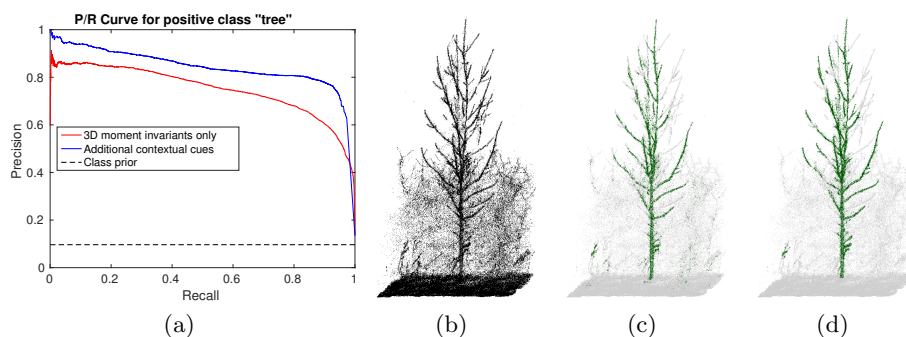 P/R Curve for positive class "tree"
1
0.8
0.6
0.4
0.2
0
Precision
3D moment invariants only
Additional contextual cues
Class prior
0 0.2 0.4 0.6 0.8 1
Recall
(a) (b) (c) (d)